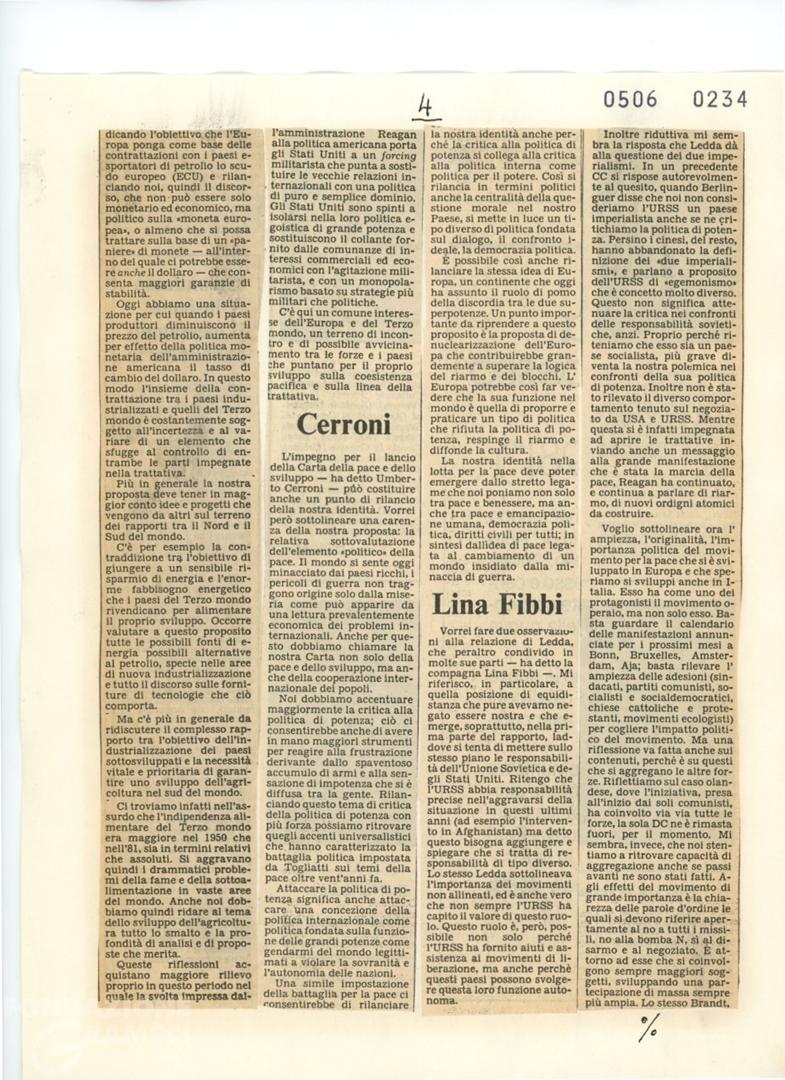 4
0506 0234
dicando l'obiettivo che l'Eu-
ropa ponga come base delle
contrattazioni con i paesi e-
sportatori di petrolio lo scu-
do europeo (ECU) e rilan-
ciando noi, quindi il discor-
so, che non può essere solo
monetario ed economico, ma
politico sulla «moneta euro-
pea», o almeno che si possa
trattare sulla base di un «pa-
niere» di monete — all'inter-
no del quale ci potrebbe esse-
re anche il dollaro — che con-
senta maggiori garanzie di
stabilità.
Oggi abbiamo una situa-
zione per cui quando i paesi
produttori diminuiscono il
prezzo del petrolio, aumenta
per effetto della politica mo-
netaria dell'amministrazio-
ne americana il tasso di
cambio del dollaro. In questo
modo l'insieme della con-
trattazione tra i paesi indu-
strializzati e quelli del Terzo
mondo è costantemente sog-
getto all'incertezza e al va-
riare di un elemento che
sfugge al controllo di en-
trambe le parti impegnate
nella trattativa.
Più in generale la nostra
proposta deve tener in mag-
gior conto idee e progetti che
vengono da altri sul terreno
dei rapporti tra il Nord e il
Sud del mondo.
C'è per esempio la con-
traddizione tra l'obiettivo di
giungere a un sensibile ri-
sparmio di energia e l'enor-
me fabbisogno energetico
che i paesi del Terzo mondo
rivendicano per alimentare
il proprio sviluppo. Occorre
valutare a questo proposito
tutte le possibili fonti di e-
nergia possibili alternative
al petrolio, specie nelle aree
di nuova industrializzazione
e tutto il discorso sulle forni-
ture di tecnologie che ciò
comporta.
Ma c'è più in generale da
ridiscutere il complesso rap-
porto tra l'obiettivo dell'in-
dustrializzazione dei paesi
sottosviluppati e la necessità
vitale e prioritaria di garan-
tire uno sviluppo dell'agri-
coltura nel sud del mondo.
Ci troviamo infatti nell'as-
surdo che l'indipendenza ali-
mentare del Terzo mondo
era maggiore nel 1950 che
nell'81, sia in termini relativi
che assoluti. Si aggravano
quindi i drammatici proble-
mi della fame e della sottoa-
limentazione in vaste aree
del mondo. Anche noi dob-
biamo quindi ridare al tema
dello sviluppo dell'agricoltu-
ra tutto lo smalto e la pro-
fondità di analisi e di propo-
ste che merita.
Queste riflessioni ac-
quistano maggiore rilievo
proprio in questo periodo nel
quale la svolta impressa dal-
l'amministrazione Reagan
alla politica americana porta
gli Stati Uniti a un forcing
militarista che punta a sosti-
tuire le vecchie relazioni in-
ternazionali con una politica
di puro e semplice dominio.
Gli Stati Uniti sono spinti a
isolarsi nella loro politica e-
goistica di grande potenza e
sostituiscono il collante for-
nito dalle comunanze di in-
teressi commerciali ed eco-
nomici con l'agitazione mili-
tarista, e con un monopola-
rismo basato su strategie più
militari che politiche.
C'è qui un comune interes-
se dell'Europa e del Terzo
mondo, un terreno di incon-
tro e di possibile avvicina-
mento tra le forze e i paesi
che puntano per il proprio
sviluppo sulla coesistenza
pacifica e sulla linea della
trattativa.
Cerroni
L'impegno per il lancio
della Carta della pace e dello
sviluppo — ha detto Umber-
to Cerroni — può costituire
anche un punto di rilancio
della nostra identità. Vorrei
però sottolineare una caren-
za della nostra proposta: la
relativa sottovalutazione
dell'elemento «politico» della
pace. Il mondo si sente oggi
minacciato dai paesi ricchi, i
pericoli di guerra non trag-
gono origine solo dalla mise-
ria come può apparire da
una lettura prevalentemente
economica dei problemi in-
ternazionali. Anche per que-
sto dobbiamo chiamare la
nostra Carta non solo della
pace e dello sviluppo, ma an-
che della cooperazione inter-
nazionale dei popoli.
Noi dobbiamo accentuare
maggiormente la critica alla
politica di potenza; ciò ci
consentirebbe anche di avere
in mano maggiori strumenti
per reagire alla frustrazione
derivante dallo spaventoso
accumulo di armi e alla sen-
sazione di impotenza che si è
diffusa tra la gente. Rilan-
ciando questo tema di critica
della politica di potenza con
più forza possiamo ritrovare
quegli accenti universalistici
che hanno caratterizzato la
battaglia politica impostata
da Togliatti sui temi della
pace oltre vent'anni fa.
Attaccare la politica di po-
tenza significa anche attac-
care una concezione della
politica internazionale come
politica fondata sulla funzio-
ne delle grandi potenze come
gendarmi del mondo legitti-
mati a violare la sovranità e
l'autonomia delle nazioni.
Una simile impostazione
della battaglia per la pace ci
consentirebbe di rilanciare
la nostra identità anche per-
ché la critica alla politica di
potenza si collega alla critica
alla politica interna come
politica per il potere. Così si
rilancia in termini politici
anche la centralità della que-
stione morale nel nostro
Paese, si mette in luce un ti-
po diverso di politica fondata
sul dialogo, il confronto i-
deale, la democrazia politica.
È possibile così anche ri-
lanciare la stessa idea di Eu-
ropa, un continente che oggi
ha assunto il ruolo di pomo
della discordia tra le due su-
perpotenze. Un punto impor-
tante da riprendere a questo
proposito è la proposta di de-
nuclearizzazione dell'Euro-
pa che contribuirebbe gran-
demente a superare la logica
del riarmo e dei blocchi. L'
Europa potrebbe così far ve-
dere che la sua funzione nel
mondo è quella di proporre e
praticare un tipo di politica
che rifiuta la politica di po-
tenza, respinge il riarmo e
diffonde la cultura.
La nostra identità nella
lotta per la pace deve poter
emergere dallo stretto lega-
me che noi poniamo non solo
tra pace e benessere, ma an-
che tra pace e emancipazio-
ne umana, democrazia poli-
tica, diritti civili per tutti; in
sintesi dall'idea di pace lega-
ta al cambiamento di un
mondo insidiato dalla mi-
naccia di guerra.
Lina Fibbi
Vorrei fare due osservazio-
ni alla relazione di Ledda,
che peraltro condivido in
molte sue parti — ha detto la
compagna Lina Fibbi —. Mi
riferisco, in particolare, a
quella posizione di equidi-
stanza che pure avevamo ne-
gato essere nostra e che e-
merge, soprattutto, nella pri-
ma parte del rapporto, lad-
dove si tenta di mettere sullo
stesso piano le responsabili-
tà dell'Unione Sovietica e de-
gli Stati Uniti. Ritengo che
l'URSS abbia responsabilità
precise nell'aggravarsi della
situazione in questi ultimi
anni (ad esempio l'interven-
to in Afghanistan) ma detto
questo bisogna aggiungere e
spiegare che si tratta di re-
sponsabilità di tipo diverso.
Lo stesso Ledda sottolineava
l'importanza dei movimenti
non allineati, ed è anche vero
che non sempre l'URSS ha
capito il valore di questo ruo-
lo. Questo ruolo è, però, pos-
sibile non solo perché
l'URSS ha fornito aiuti e as-
sistenza ai movimenti di li-
berazione, ma anche perchè
questi paesi possono svolge-
re questa loro funzione auto-
noma.
Inoltre riduttiva mi sem-
bra la risposta che Ledda dà
alla questione dei due impe-
rialismi. In un precedente
CC si rispose autorevolmen-
te al quesito, quando Berlin-
guer disse che noi non consi-
deriamo l'URSS un paese
imperialista anche se ne cri-
tichiamo la politica di poten-
za. Persino i cinesi, del resto,
hanno abbandonato la defi-
nizione dei «due imperiali-
smi», e parlano a proposito
dell'URSS di «egemonismo»
che è concetto molto diverso.
Questo non significa atte-
nuare la critica nei confronti
delle responsabilità sovieti-
che, anzi. Proprio perché ri-
teniamo che esso sia un pae-
se socialista, più grave di-
venta la nostra polemica nei
confronti della sua politica
di potenza. Inoltre non è sta-
to rilevato il diverso compor-
tamento tenuto sul negozia-
to da USA e URSS. Mentre
questa si è infatti impegnata
ad aprire le trattative in-
viando anche un messaggio
alla grande manifestazione
che è stata la marcia della
pace, Reagan ha continuato,
e continua a parlare di riar-
mo, di nuovi ordigni atomici
da costruire.
Voglio sottolineare ora l'
ampiezza, l'originalità, l'im-
portanza politica del movi-
mento per la pace che si è svi-
luppato in Europa e che spe-
riamo si sviluppi anche in I-
talia. Esso ha come uno dei
protagonisti il movimento o-
peraio, ma non solo esso. Ba-
sta guardare il calendario
delle manifestazioni annun-
ciate per i prossimi mesi a
Bonn, Bruxelles, Amster-
dam, Aja; basta rilevare l'
ampiezza delle adesioni (sin-
dacati, partiti comunisti, so-
cialisti e socialdemocratici,
chiese cattoliche e prote-
stanti, movimenti ecologisti)
per cogliere l'impatto politi-
co del movimento. Ma una
riflessione va fatta anche sui
contenuti, perché è su questi
che si aggregano le altre for-
ze. Riflettiamo sul caso olan-
dese, dove l'iniziativa, presa
all'inizio dai soli comunisti,
ha coinvolto via via tutte le
forze, la sola DC ne è rimasta
fuori, per il momento. Mi
sembra, invece, che noi sten-
tiamo a ritrovare capacità di
aggregazione anche se passi
avanti ne sono stati fatti. A-
gli effetti del movimento di
grande importanza è la chia-
rezza delle parole d'ordine le
quali si devono riferire aper-
tamente al no a tutti i missi-
li, no alla bomba N, sì al di-
sarmo e al negoziato. È at-
torno ad esse che si coinvol-
gono sempre maggiori sog-
getti, sviluppando una par-
tecipazione di massa sempre
più ampia. Lo stesso Brandt,
%